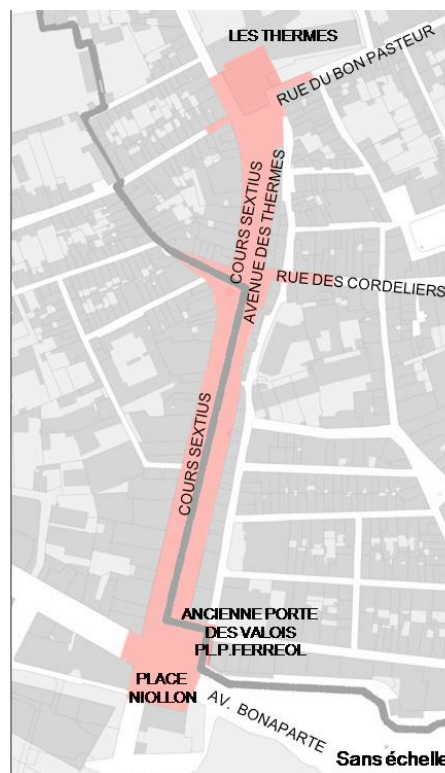 LES THERMES
RUE DU BON PASTEUR
COURS SEXTIUS
AVENUE DES THERMES
RUE DES CORDELIERS
COURS SEXTIUS
ANCIENNE PORTE
DES VALOIS
PL.P.FERREOL
PLACE
NIOLLON
AV. BONAPARTE
Sans échelle